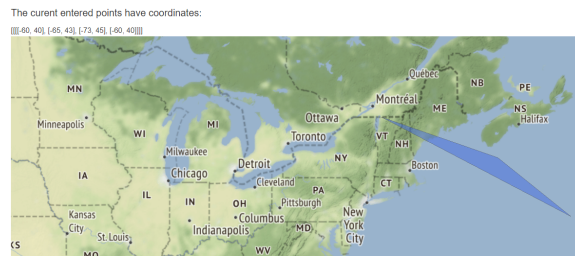 The curent entered points have coordinates:
[[[[-60, 40], [-65, 43], [-73, 45], [-60, 40]]]]
Québec
MN
NB
PE
Montréal
Ottawa
ME
NS
Minneapolis
MI
Halifax
WI
Toronto
VT
NH
Milwaukee
NY
Detroit
Boston
Chicago
IA
Cleveland
CT
PA
IL
IN
OH
Pittsburgh
Kansas City
Columbus
New York City
Indianapolis
MD
St. Louis
KS
MO
WV